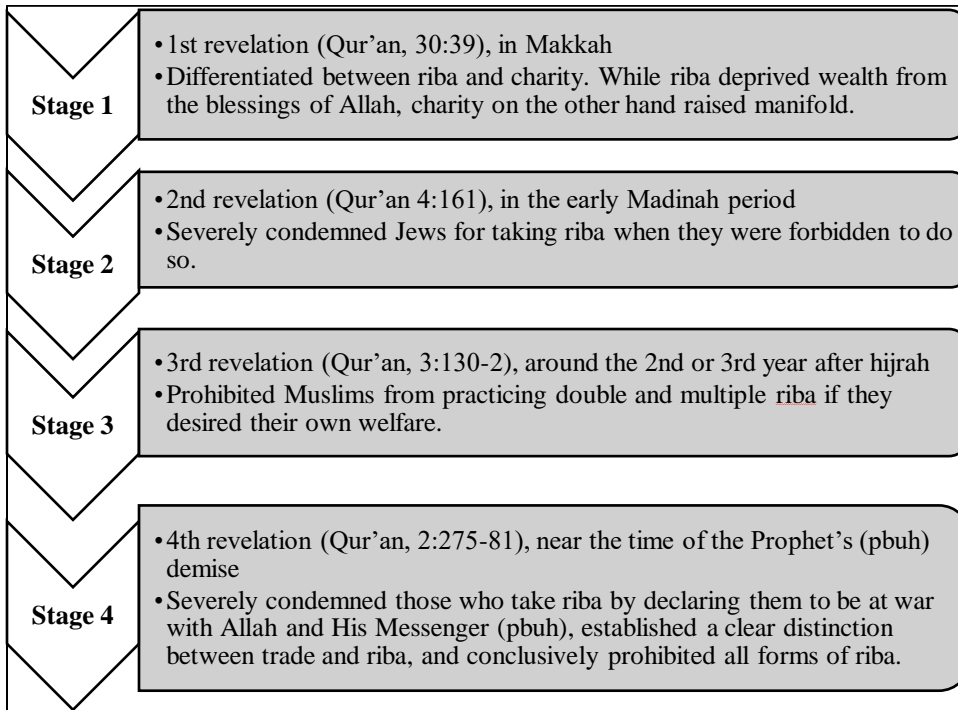 Stage 1
•1st revelation (Qur’an, 30:39), in Makkah
•Differentiated between riba and charity. While riba deprived wealth from
the blessings of Allah, charity on the other hand raised manifold.
Stage 2
•2nd revelation (Qur’an 4:161), in the early Madinah period
•Severely condemned Jews for taking riba when they were forbidden to do
so.
Stage 3
•3rd revelation (Qur’an, 3:130-2), around the 2nd or 3rd year after hijrah
•Prohibited Muslims from practicing double and multiple riba if they
desired their own welfare.
Stage 4
•4th revelation (Qur’an, 2:275-81), near the time of the Prophet’s (pbuh)
demise
•Severely condemned those who take riba by declaring them to be at war
with Allah and His Messenger (pbuh), established a clear distinction
between trade and riba, and conclusively prohibited all forms of riba.